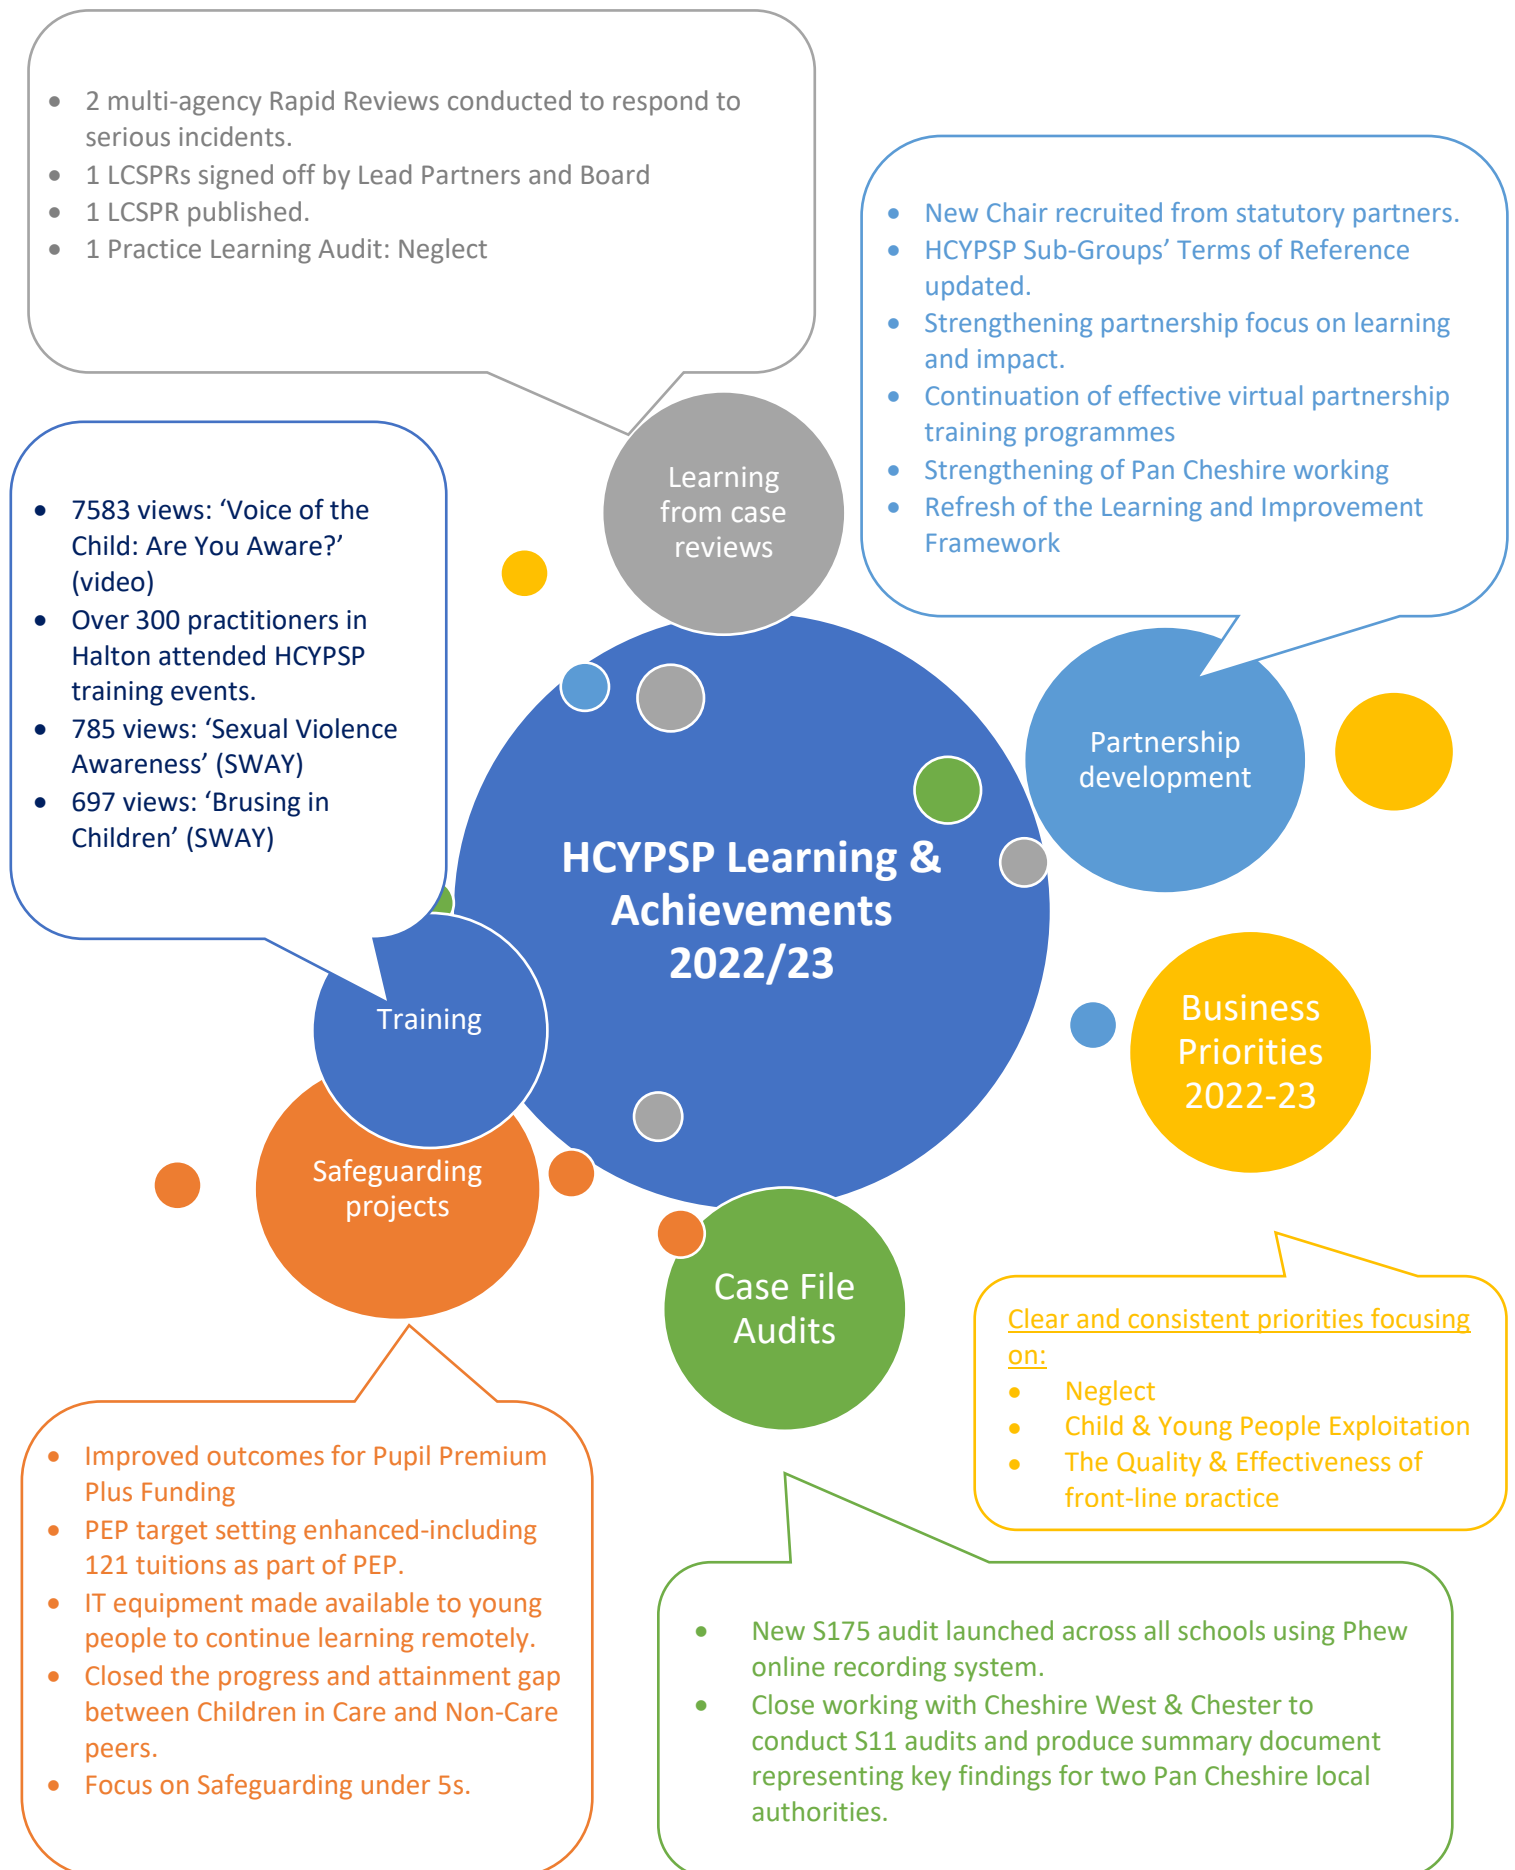 • 2 multi-agency Rapid Reviews conducted to respond to
serious incidents.
• 1 LCSPRs signed off by Lead Partners and Board
• 1 LCSPR published.
• 1 Practice Learning Audit: Neglect
• New Chair recruited from statutory partners.
• HCYPSP Sub-Groups’ Terms of Reference
updated.
• Strengthening partnership focus on learning
and impact.
• Continuation of effective virtual partnership
training programmes
• Strengthening of Pan Cheshire working
• Refresh of the Learning and Improvement
Framework
Learning
from case
reviews
• 7583 views: ‘Voice of the
Child: Are You Aware?’
(video)
• Over 300 practitioners in
Halton attended HCYPSP
training events.
• 785 views: ‘Sexual Violence
Awareness’ (SWAY)
• 697 views: ‘Brusing in
Children’ (SWAY)
Partnership
development
HCYPSP Learning &
Achievements
2022/23
Training
Business
Priorities
2022-23
Safeguarding
projects
Case File
Audits
Clear and consistent priorities focusing
on:
• Neglect
• Child & Young People Exploitation
• The Quality & Effectiveness of
front-line practice
• Improved outcomes for Pupil Premium
Plus Funding
• PEP target setting enhanced-including
121 tuitions as part of PEP.
• IT equipment made available to young
people to continue learning remotely.
• Closed the progress and attainment gap
between Children in Care and Non-Care
peers.
• Focus on Safeguarding under 5s.
• New S175 audit launched across all schools using Phew
online recording system.
• Close working with Cheshire West & Chester to
conduct S11 audits and produce summary document
representing key findings for two Pan Cheshire local
authorities.